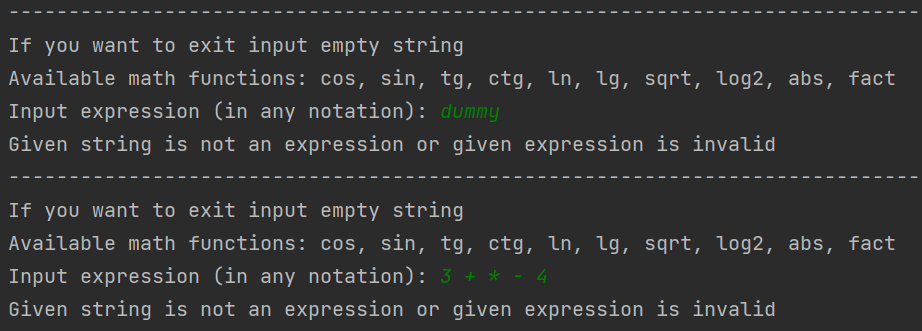 ----------------------------------------------------------------------------
If you want to exit input empty string
Available math functions: cos, sin, tg, ctg, ln, lg, sqrt, log2, abs, fact
Input expression (in any notation): dummy
Given string is not an expression or given expression is invalid
----------------------------------------------------------------------------
If you want to exit input empty string
Available math functions: cos, sin, tg, ctg, ln, lg, sqrt, log2, abs, fact
Input expression (in any notation): 3 + * - 4
Given string is not an expression or given expression is invalid